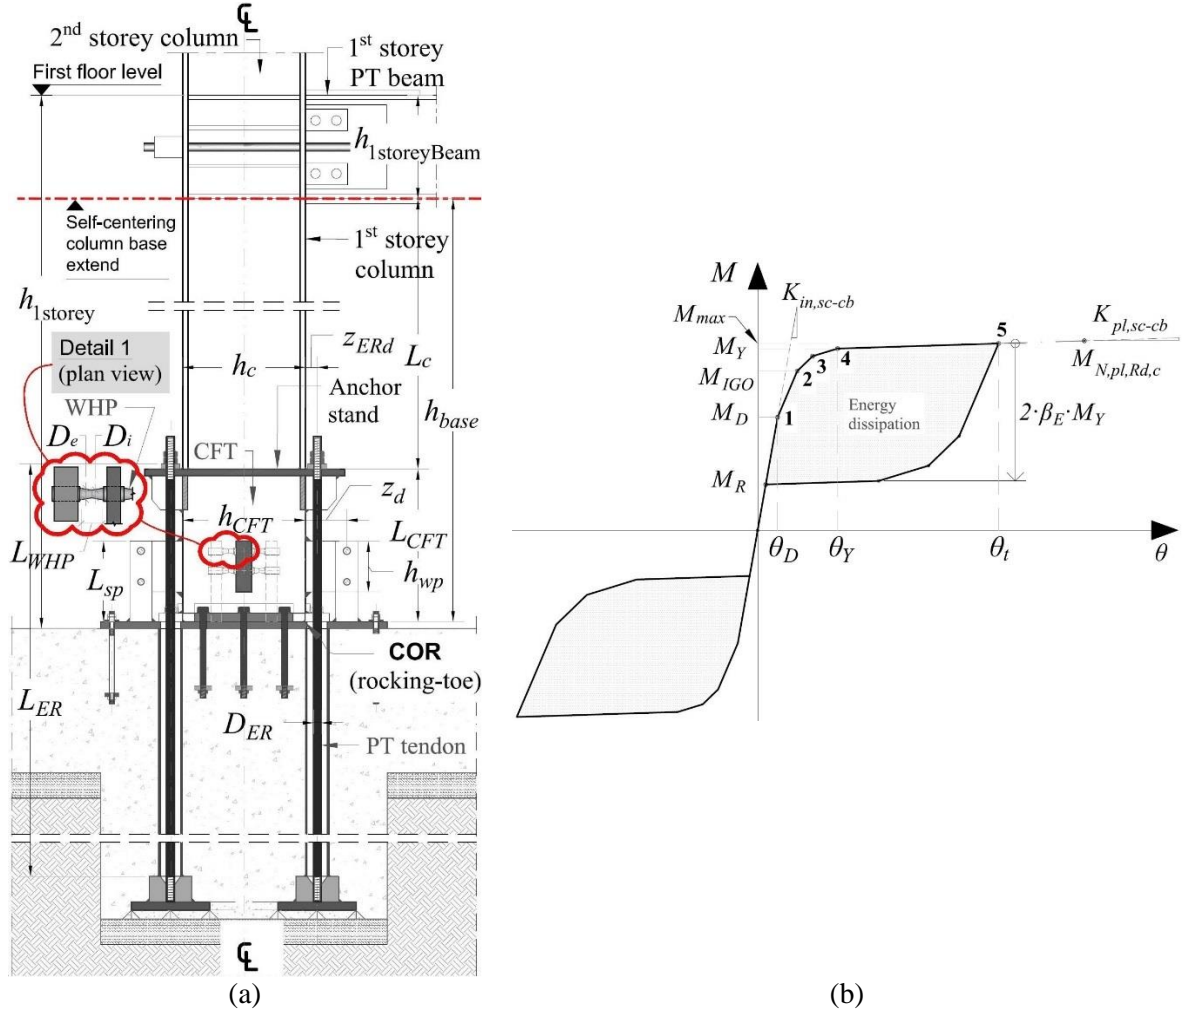 ℄
2nd storey column
1st storey
PT beam
First floor level
h1storeyBeam
Self-centering
column base
extend
1st storey
column
h1storey
zERd
Lc
Detail 1
(plan view)
hc
Anchor
stand
hbase
WHP
De Di
CFT
zd
hCFT
LCFT
LWHP
Lsp
hwp
COR
(rocking-toe)
LER
DER
PT tendon
℄
(a)
M
Kin,sc-cb
Mmax
Kpl,sc-cb
MY
5
4
3
2
MN,pl,Rd,c
MIGO
MD
1
Energy
dissipation
2·βE·MY
MR
θD
θY
θt
θ
(b)